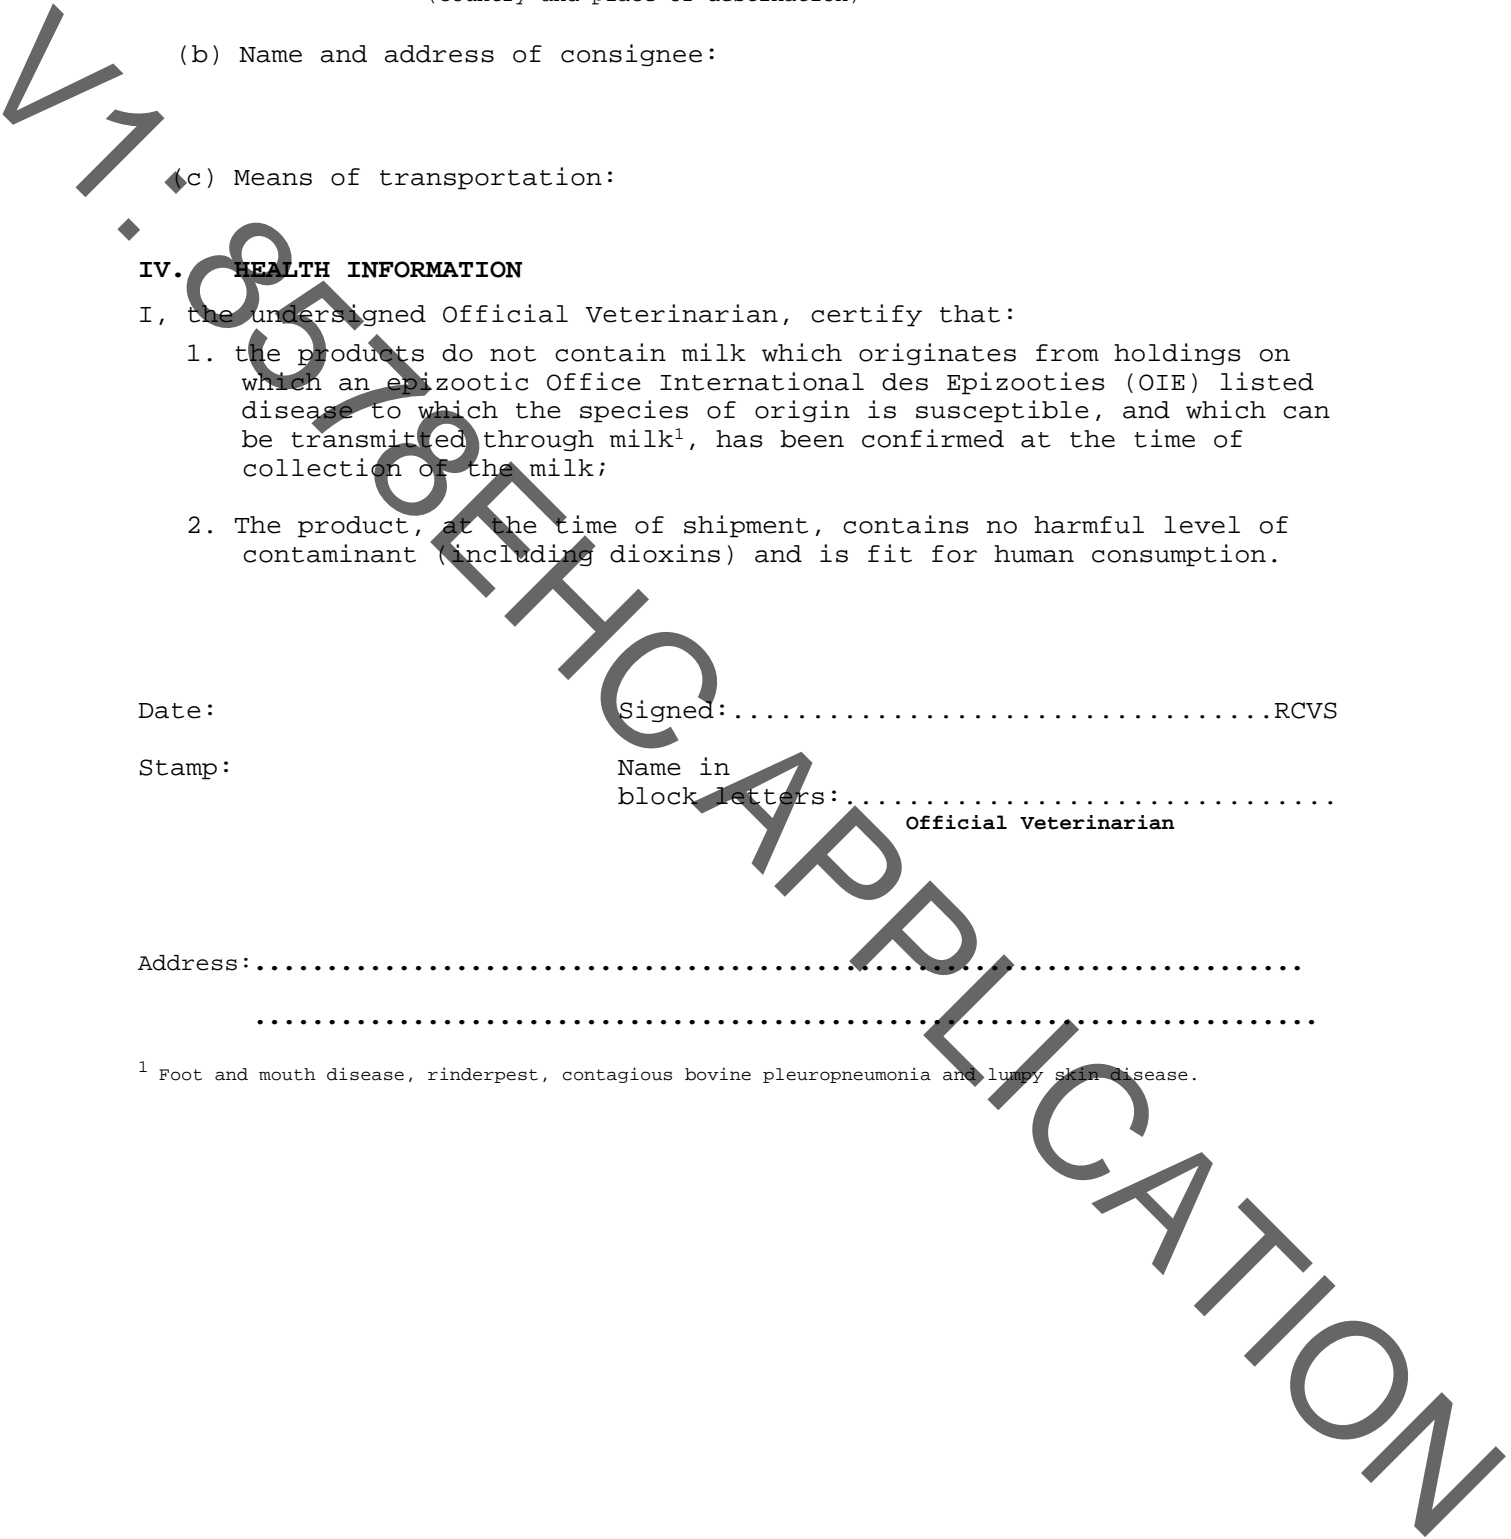 (country and place of destination)
(b) Name and address of consignee:
(c) Means of transportation:
IV. HEALTH INFORMATION
I, the undersigned Official Veterinarian, certify that:
1. the products do not contain milk which originates from holdings on
which an epizootic Office International des Epizooties (OIE) listed
disease to which the species of origin is susceptible, and which can
be transmitted through milk¹, has been confirmed at the time of
collection of the milk;
2. The product, at the time of shipment, contains no harmful level of
contaminant (including dioxins) and is fit for human consumption.
Date: Signed:..................................RCVS
Stamp: Name in
block letters:...............................
Official Veterinarian
Address:.........................................................................
..........................................................................
¹ Foot and mouth disease, rinderpest, contagious bovine pleuropneumonia and lumpy skin disease.
V1: 8578EHC APPLICATION